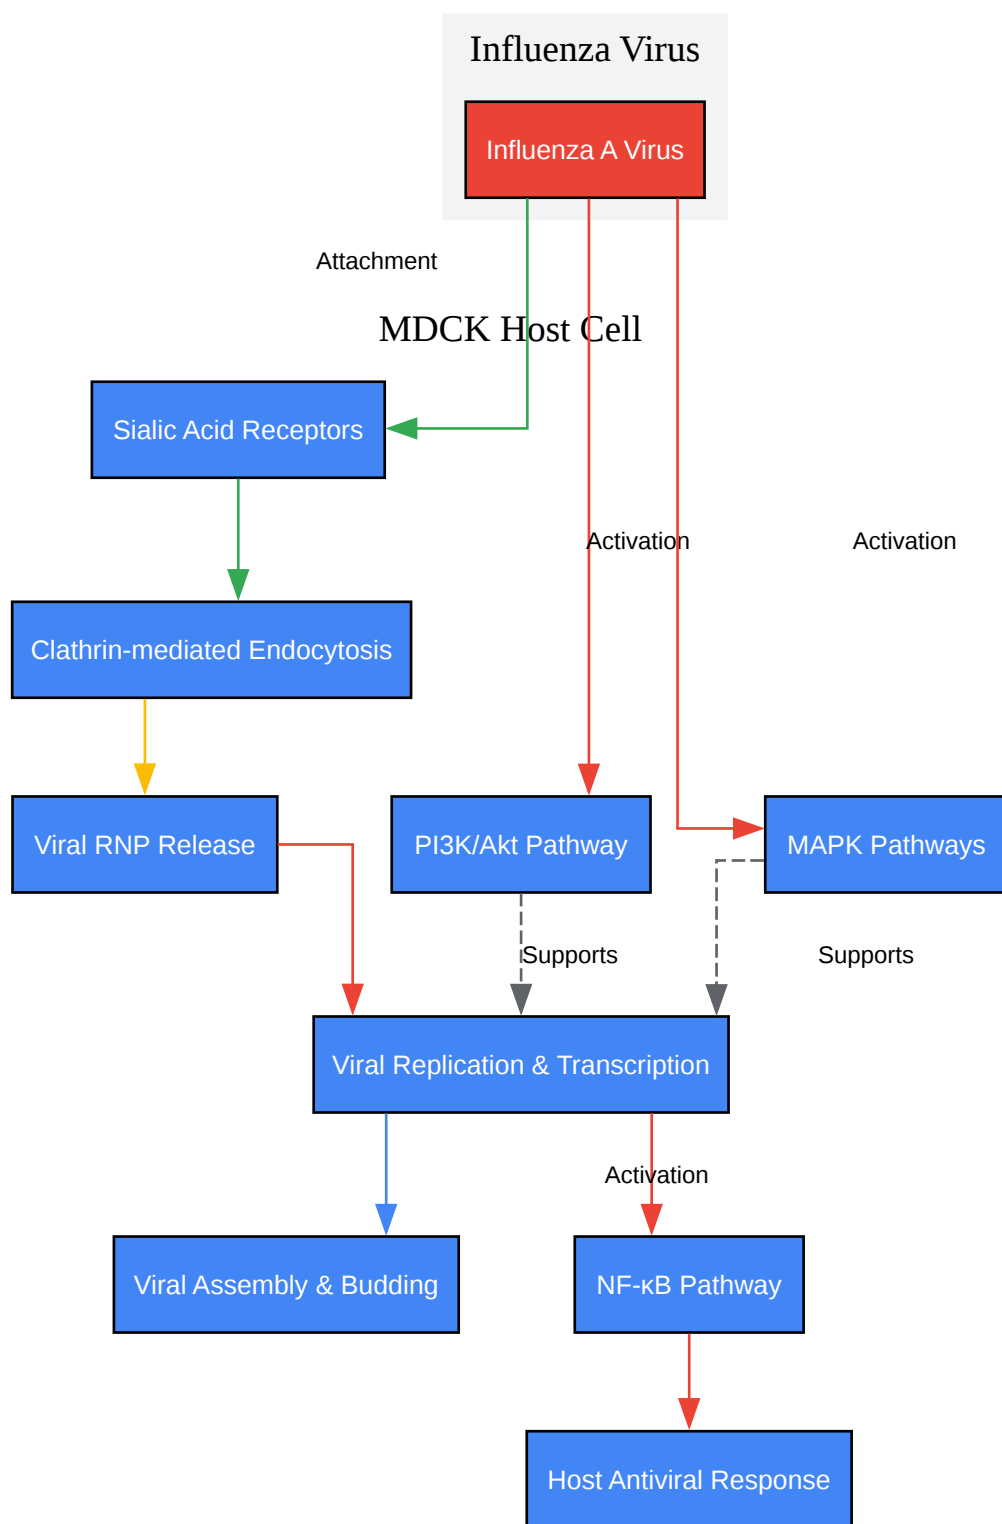 Influenza Virus
Influenza A Virus
Attachment
MDCK Host Cell
Sialic Acid Receptors
Activation
Activation
Clathrin-mediated Endocytosis
Viral RNP Release
PI3K/Akt Pathway
MAPK Pathways
Supports
Supports
Viral Replication & Transcription
Activation
Viral Assembly & Budding
NF-κB Pathway
Host Antiviral Response